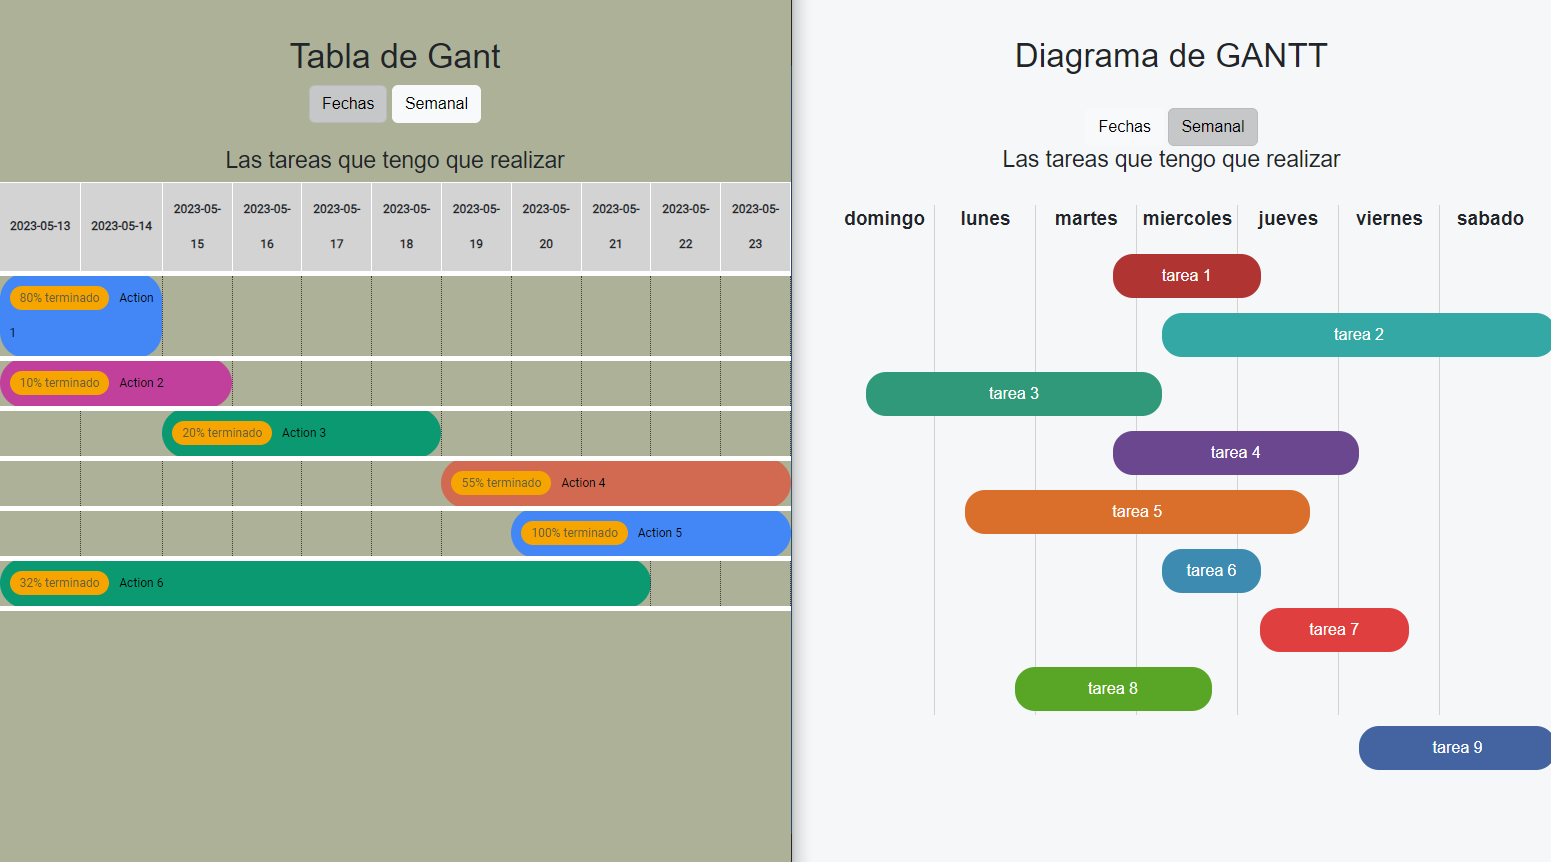 Tabla de Gant
Fechas Semanal
Las tareas que tengo que realizar
2023-05-13 2023-05-14 2023-05-15 2023-05-16 2023-05-17 2023-05-18 2023-05-19 2023-05-20 2023-05-21 2023-05-22 2023-05-23
80% terminado Action
1
10% terminado Action 2
20% terminado Action 3
55% terminado Action 4
100% terminado Action 5
32% terminado Action 6
Diagrama de GANTT
Fechas Semanal
Las tareas que tengo que realizar
domingo lunes martes miercoles jueves viernes sabado
tarea 1
tarea 2
tarea 3
tarea 4
tarea 5
tarea 6
tarea 7
tarea 8
tarea 9